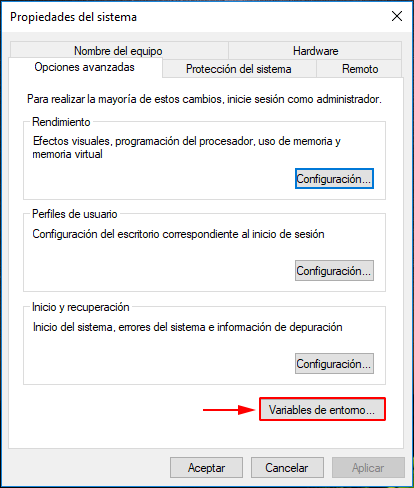 Propiedades del sistema
Nombre del equipo
Hardware
Opciones avanzadas
Protección del sistema
Remoto
Para realizar la mayoría de estos cambios, inicie sesión como administrador.
Rendimiento
Efectos visuales, programación del procesador, uso de memoria y
memoria virtual
Configuración...
Perfiles de usuario
Configuración del escritorio correspondiente al inicio de sesión
Configuración...
Inicio y recuperación
Inicio del sistema, errores del sistema e información de depuración
Configuración...
Variables de entorno...
Aceptar
Cancelar
Aplicar